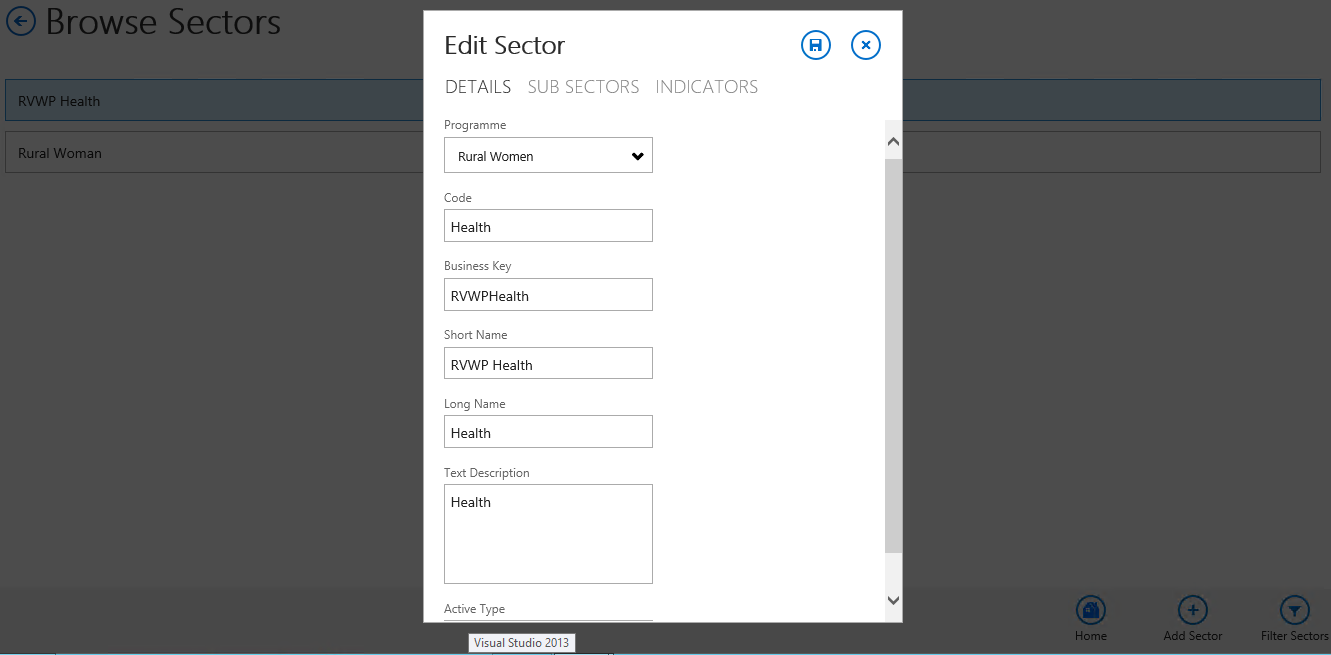 Browse Sectors
RVWP Health
Rural Woman
Edit Sector
DETAILS SUB SECTORS INDICATORS
Programme
Rural Women
Code
Health
Business Key
RVWPHealth
Short Name
RVWP Health
Long Name
Health
Text Description
Health
Active Type
Home Add Sector Filter Sectors
Visual Studio 2013